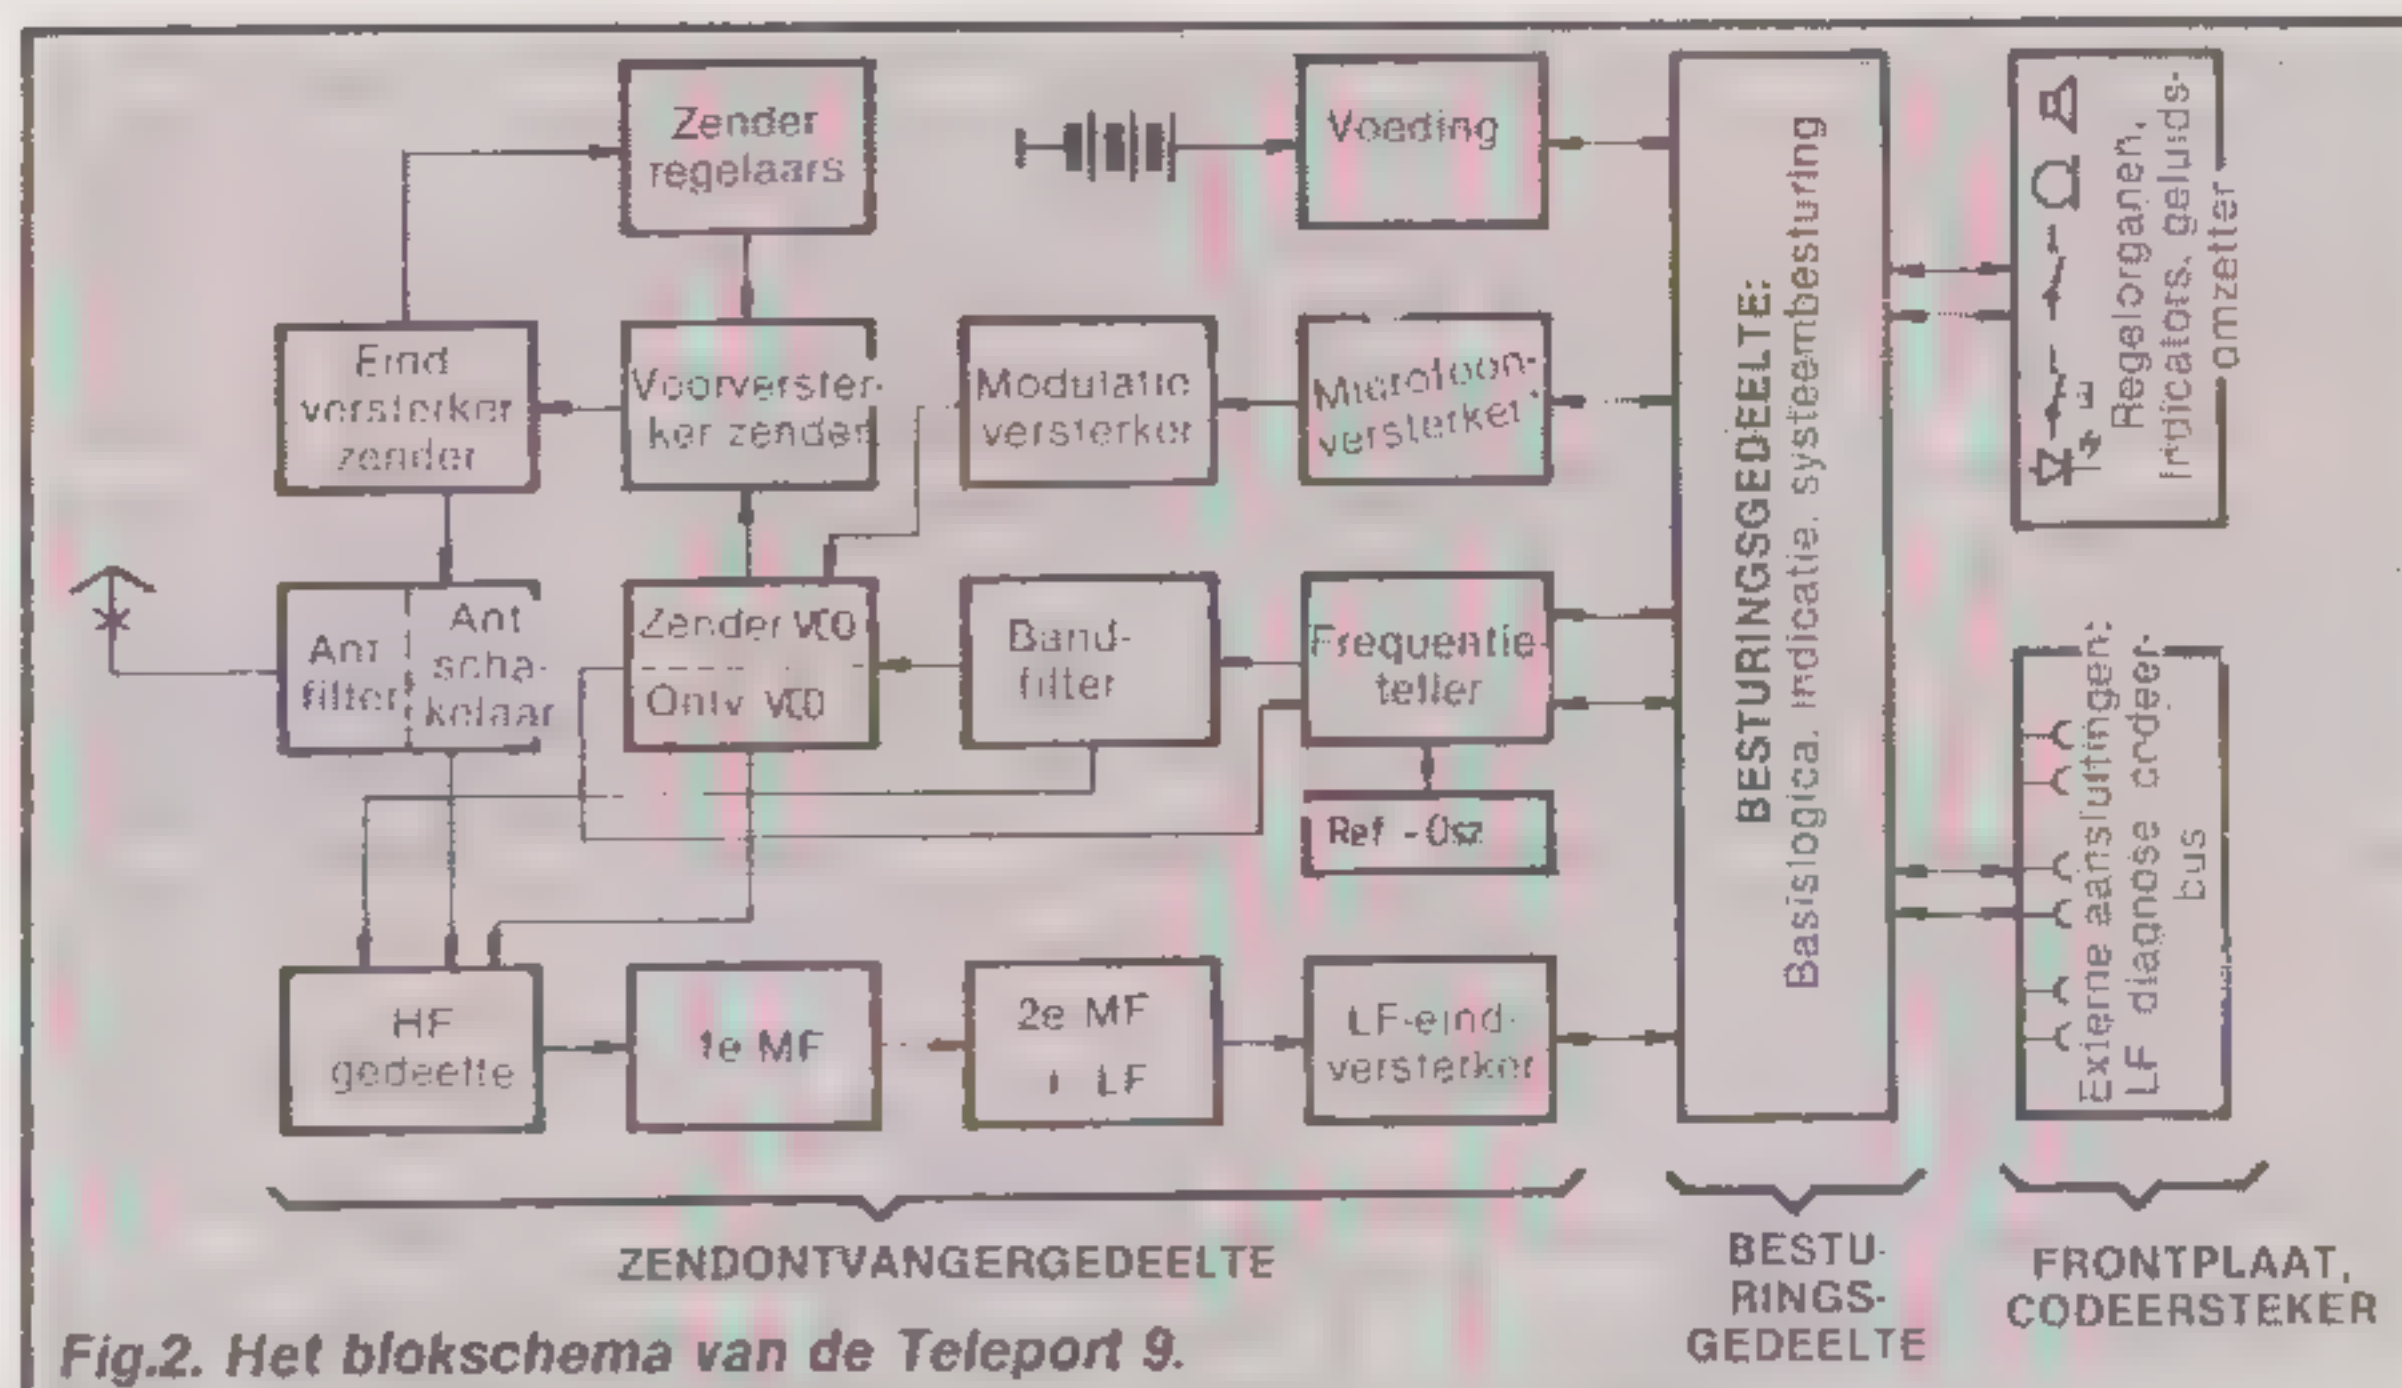 Zender
regelaars
Voeding
Eind
versterker
zender
Voorverster-
ker zender
Modulatie
versterker
Microfoon-
versterker
Ant
filter
Ant
scha-
kelaar
Zender VCO
Ontv VCO
Band-
filter
Frequentie-
teller
Ref - Osz
HF
gedeelte
1e MF
2e MF
+ LF
LF-eind-
versterker
BESTURINGSGEDEELTE:
Basislogica, indicatie, systeembesturing
Regelorganen,
indicators, geluids-
omzetter
Externe aansluitingen:
LF diagnose codeer-
bus
ZENDONTVANGERGEDEELTE
BESTU-
RINGS-
GEDEELTE
FRONTPLAAT,
CODEERSTEKER
Fig.2. Het blokschema van de Teleport 9.